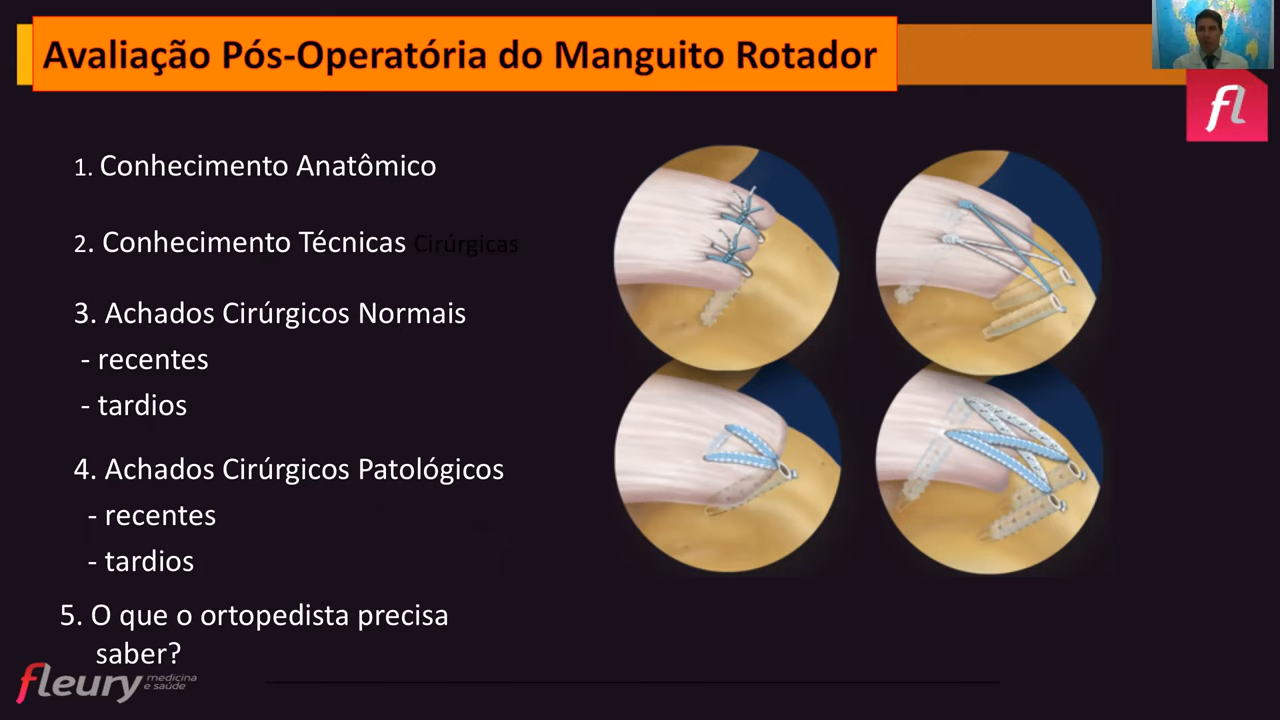 Avaliação Pós-Operatória do Manguito Rotador
fl
1. Conhecimento Anatômico
2. Conhecimento Técnicas Cirúrgicas
3. Achados Cirúrgicos Normais
- recentes
- tardios
4. Achados Cirúrgicos Patológicos
- recentes
- tardios
5. O que o ortopedista precisa
saber?
fleury medicina
e saúde